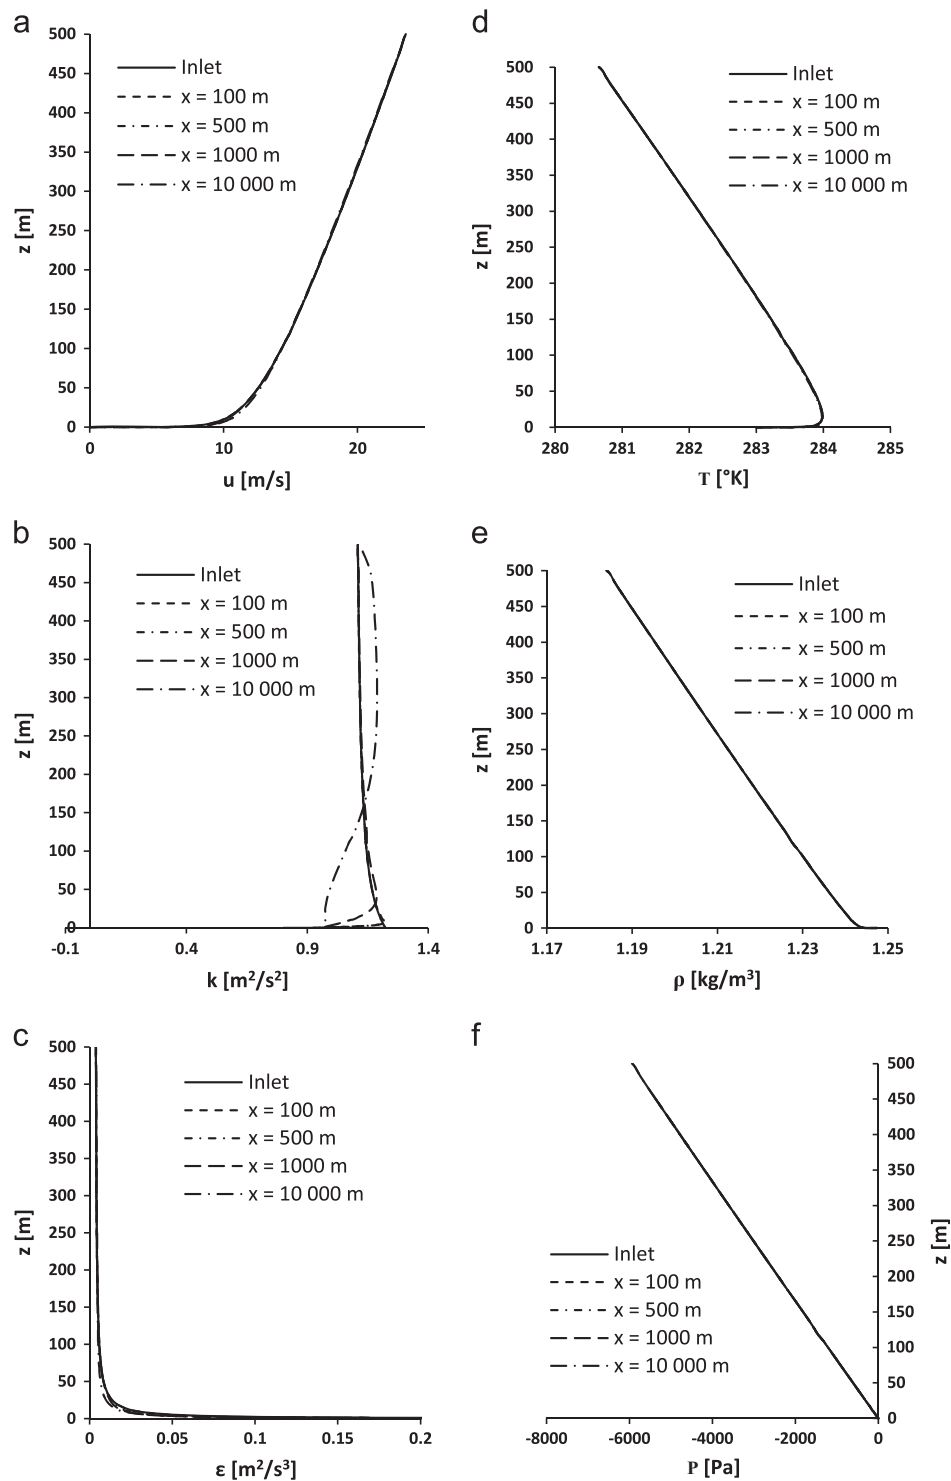 a
500
450
400
350
300
250
200
150
100
50
0
z [m]
Inlet
x = 100 m
x = 500 m
x = 1000 m
x = 10 000 m
0 10 20
u [m/s]
d
500
450
400
350
300
250
200
150
100
50
0
z [m]
Inlet
x = 100 m
x = 500 m
x = 1000 m
x = 10 000 m
280 281 282 283 284 285
T [°K]
b
500
450
400
350
300
250
200
150
100
50
0
z [m]
Inlet
x = 100 m
x = 500 m
x = 1000 m
x = 10 000 m
-0.1 0.4 0.9 1.4
k [m²/s²]
e
500
450
400
350
300
250
200
150
100
50
0
z [m]
Inlet
x = 100 m
x = 500 m
x = 1000 m
x = 10 000 m
1.17 1.19 1.21 1.23 1.25
ρ [kg/m³]
c
500
450
400
350
300
250
200
150
100
50
0
z [m]
Inlet
x = 100 m
x = 500 m
x = 1000 m
x = 10 000 m
0 0.05 0.1 0.15 0.2
ε [m²/s³]
f
500
450
400
350
300
250
200
150
100
50
0
z [m]
Inlet
x = 100 m
x = 500 m
x = 1000 m
x = 10 000 m
-8000 -6000 -4000 -2000 0
P [Pa]